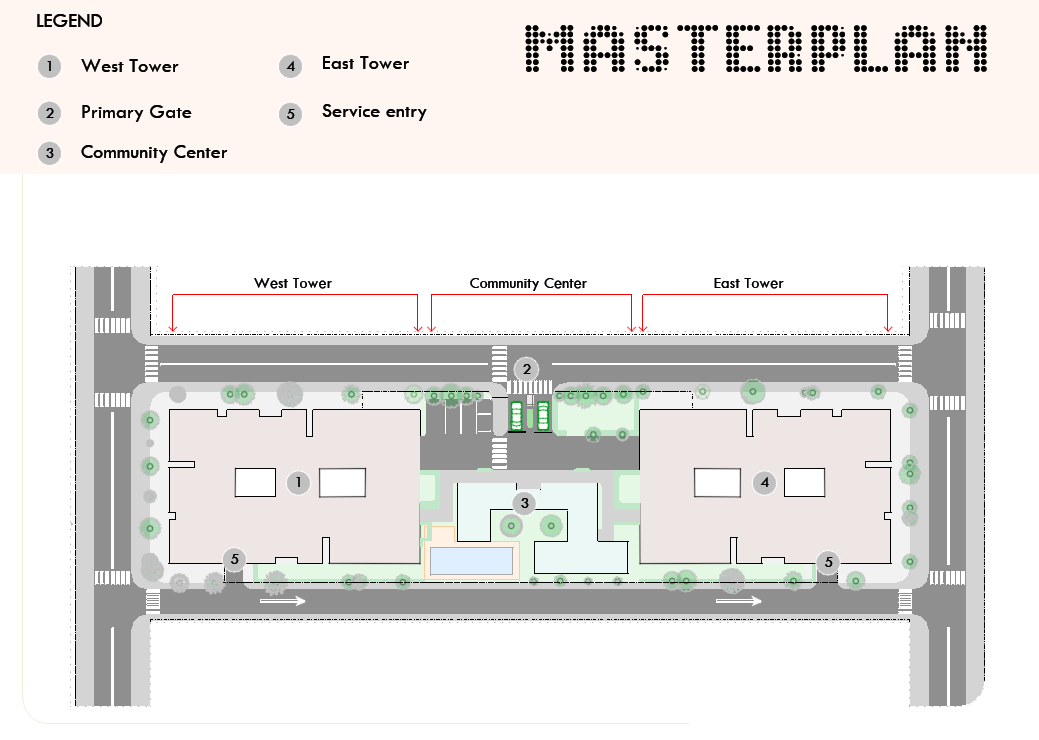 LEGEND
MASTERPLAN
1 West Tower
4 East Tower
2 Primary Gate
5 Service entry
3 Community Center
West Tower
Community Center
East Tower
2
1
4
3
5
5